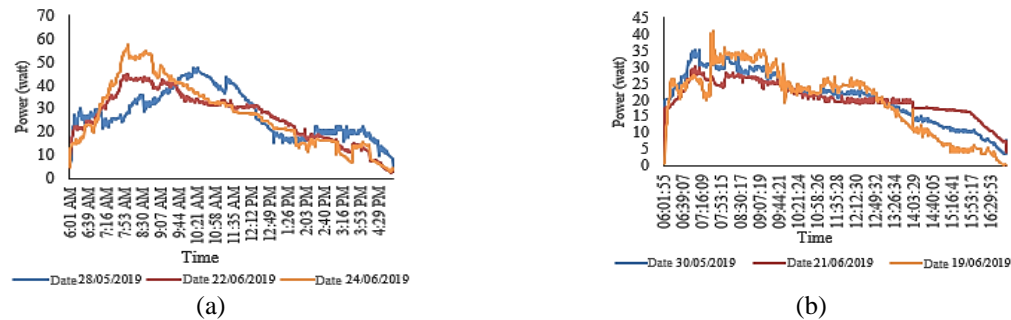 70
60
50
40
30
20
10
0
Power (watt)
6:01 AM
6:39 AM
7:16 AM
7:53 AM
8:30 AM
9:07 AM
9:44 AM
10:21 AM
10:58 AM
11:35 AM
12:12 PM
12:49 PM
1:26 PM
2:03 PM
2:40 PM
3:16 PM
3:53 PM
4:29 PM
Time
Date 28/05/2019 Date 22/06/2019 Date 24/06/2019
(a)
45
40
35
30
25
20
15
10
5
0
Power (watt)
06:01:55
06:39:07
07:16:09
07:53:15
08:30:17
09:07:19
09:44:21
10:21:24
10:58:26
11:35:28
12:12:30
12:49:32
13:26:34
14:03:29
14:40:05
15:16:41
15:53:17
16:29:53
Time
Date 30/05/2019 Date 21/06/2019 Date 19/06/2019
(b)